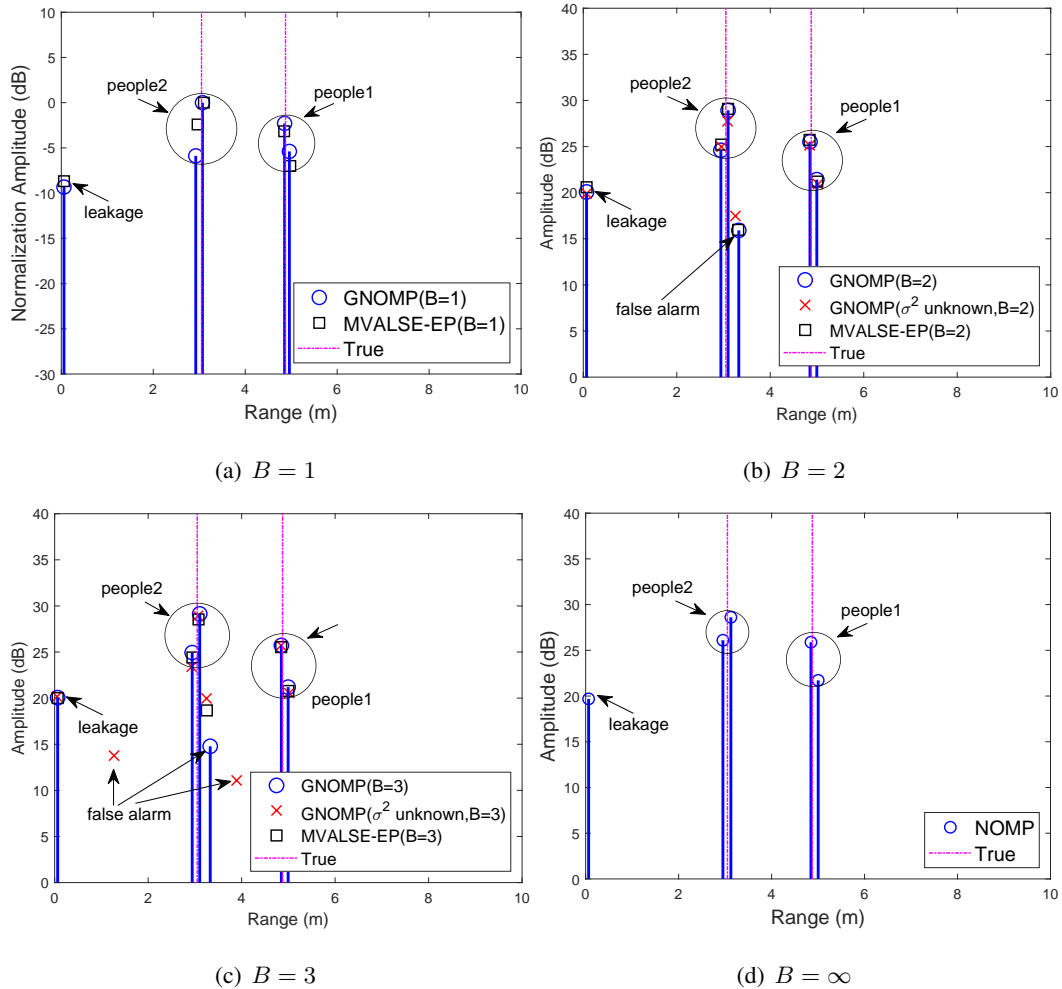 10
5
0
-5
-10
-15
-20
-25
-30
Normalization Amplitude (dB)
people2
people1
leakage
GNOMP(B=1)
MVALSE-EP(B=1)
True
0 2 4 6 8 10
Range (m)
(a) B = 1
40
35
30
25
20
15
10
5
0
Amplitude (dB)
people2
people1
leakage
false alarm
GNOMP(B=2)
GNOMP(σ² unknown,B=2)
MVALSE-EP(B=2)
True
0 2 4 6 8 10
Range (m)
(b) B = 2
40
35
30
25
20
15
10
5
0
Amplitude (dB)
people2
people1
leakage
false alarm
GNOMP(B=3)
GNOMP(σ² unknown,B=3)
MVALSE-EP(B=3)
True
0 2 4 6 8 10
Range (m)
(c) B = 3
40
35
30
25
20
15
10
5
0
Amplitude (dB)
people2
people1
leakage
NOMP
True
0 2 4 6 8 10
Range (m)
(d) B = ∞